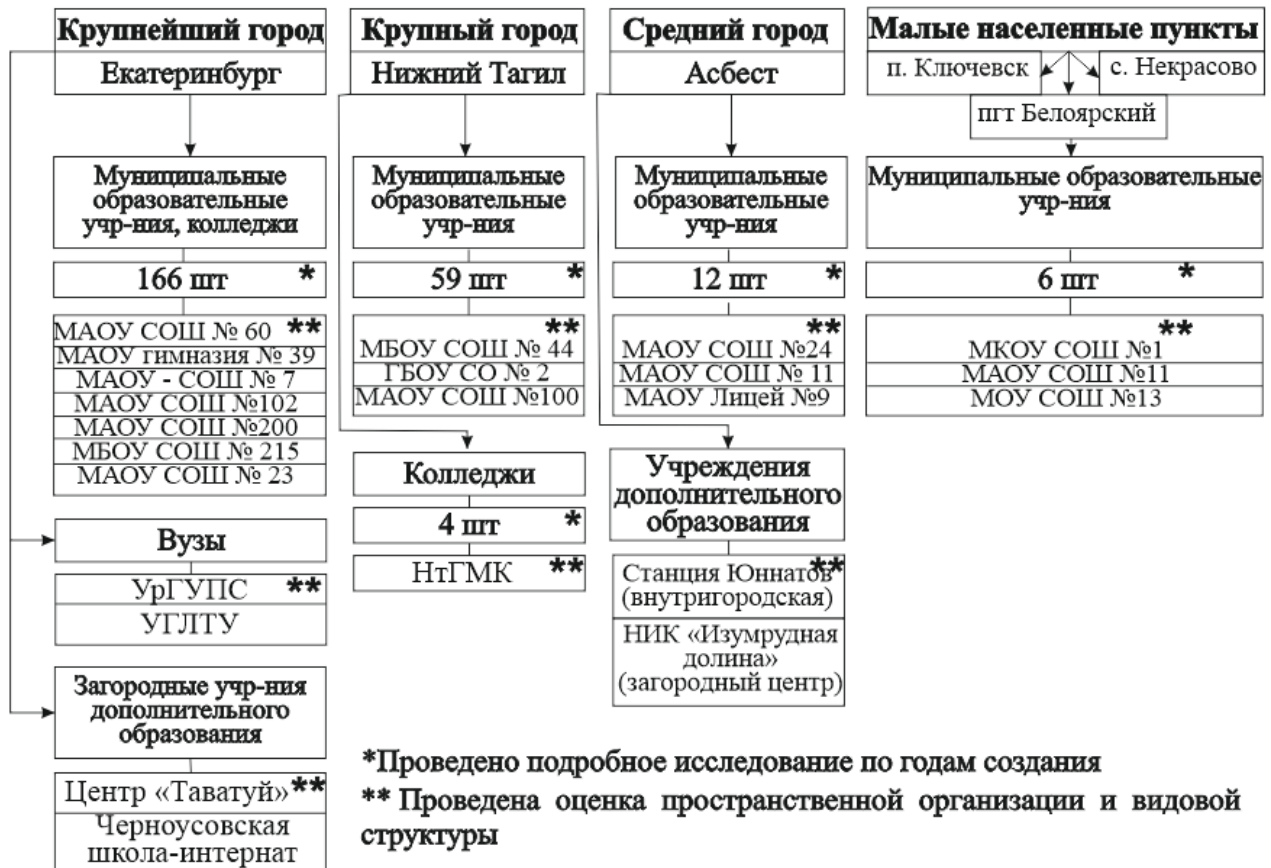 Крупнейший город
Екатеринбург
Муниципальные
образовательные
учр-ния, колледжи
166 шт *
МАОУ СОШ № 60 **
МАОУ гимназия № 39
МАОУ - СОШ № 7
МАОУ СОШ №102
МАОУ СОШ №200
МБОУ СОШ № 215
МАОУ СОШ № 23
Вузы
УрГУПС **
УГЛТУ
Загородные учр-ния
дополнительного
образования
Центр «Таватуй»**
Черноусовская
школа-интернат
Крупный город
Нижний Тагил
Муниципальные
образовательные
учр-ния
59 шт *
**
МБОУ СОШ № 44
ГБОУ СО № 2
МАОУ СОШ №100
Колледжи
4 шт *
НтГМК **
Средний город
Асбест
Муниципальные
образовательные
учр-ния
12 шт *
**
МАОУ СОШ №24
МАОУ СОШ № 11
МАОУ Лицей №9
Учреждения
дополнительного
образования
Станция Юннатов**
(внутригородская)
НИК «Изумрудная
долина»
(загородный центр)
Малые населенные пункты
п. Ключевск
с. Некрасово
пгт Белоярский
Муниципальные образовательные
учр-ния
6 шт *
**
МКОУ СОШ №1
МАОУ СОШ №11
МОУ СОШ №13
*Проведено подробное исследование по годам создания
** Проведена оценка пространственной организации и видовой
структуры